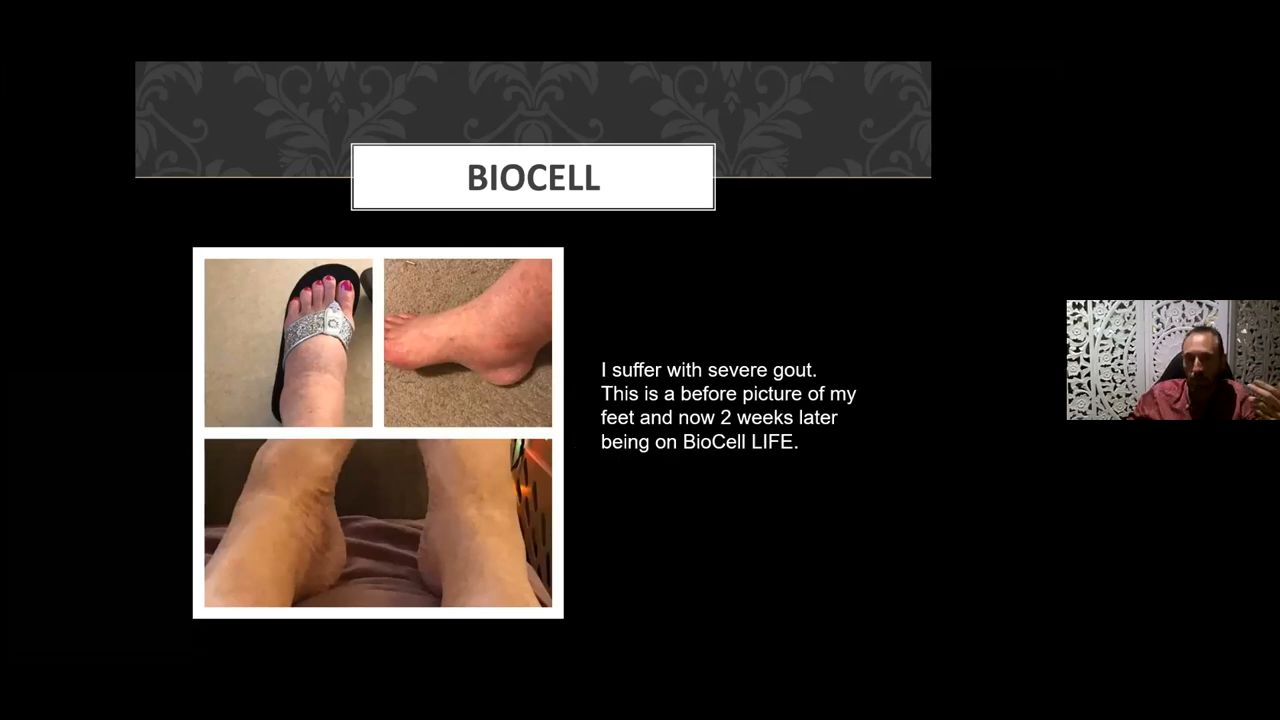 BIOCELL
I suffer with severe gout.
This is a before picture of my
feet and now 2 weeks later
being on BioCell LIFE.